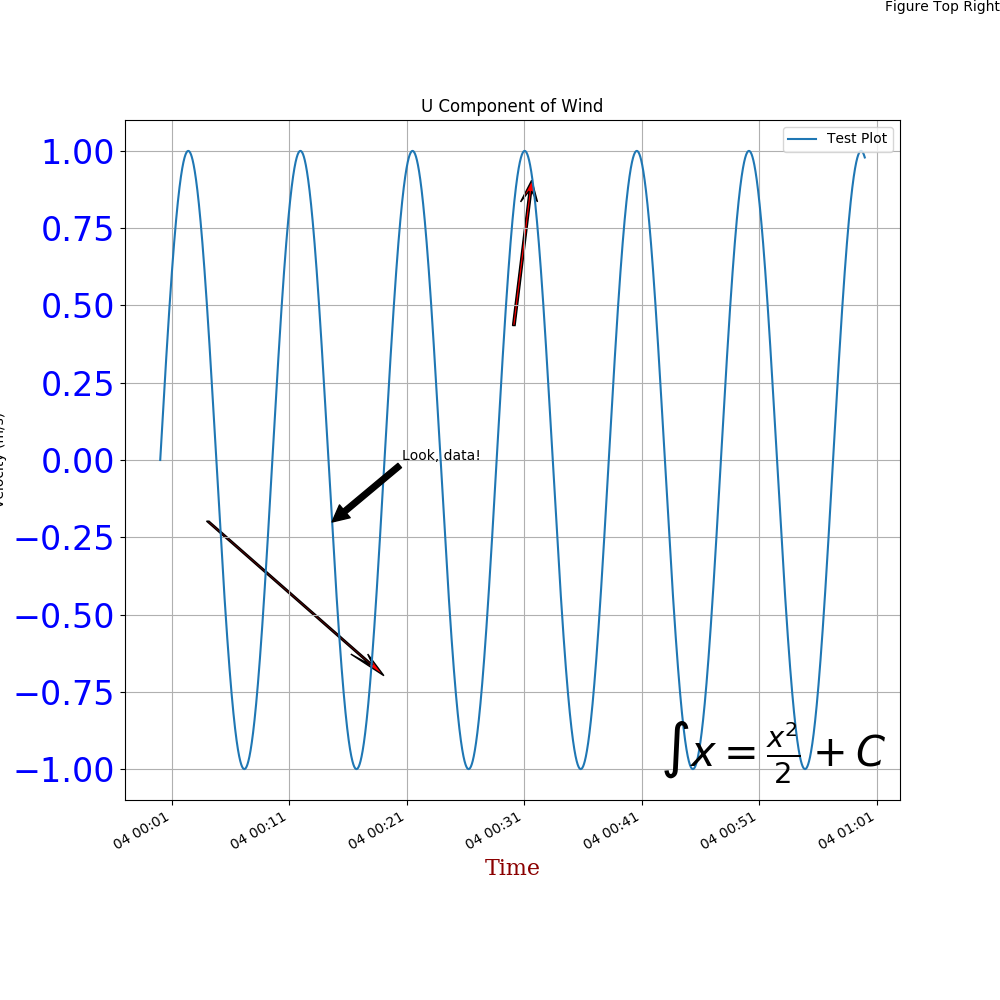 Figure Top Right
U Component of Wind
Test Plot
1.00
0.75
0.50
0.25
0.00
−0.25
−0.50
−0.75
−1.00
Look, data!
∫x = x²/2 + C
04 00:01
04 00:11
04 00:21
04 00:31
04 00:41
04 00:51
04 01:01
Time